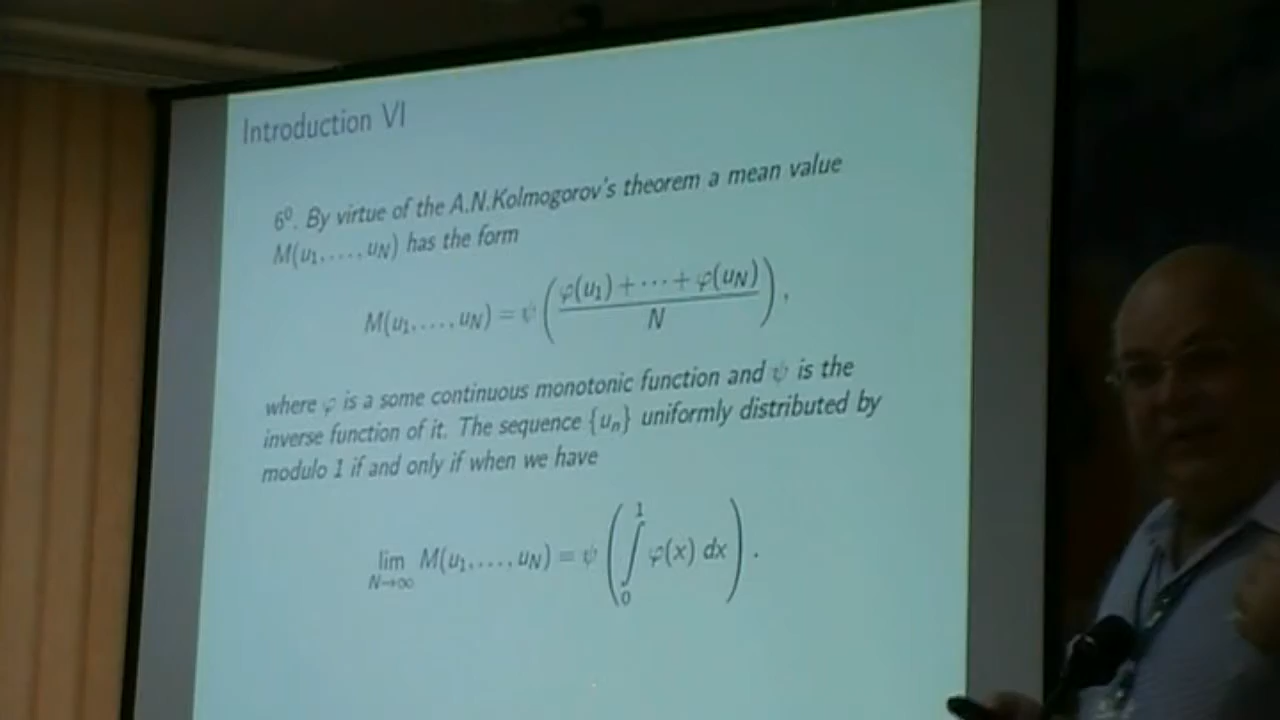 Introduction VI
6⁰. By virtue of the A.N.Kolmogorov's theorem a mean value
M(u₁, ..., u_N) has the form
M(u₁, ..., u_N) = ψ ( (φ(u₁) + ··· + φ(u_N)) / N ) ,
where φ is a some continuous monotonic function and ψ is the
inverse function of it. The sequence {uₙ} uniformly distributed by
modulo 1 if and only if when we have
lim_{N→∞} M(u₁, ..., u_N) = ψ ( ∫₀¹ φ(x) dx ) .